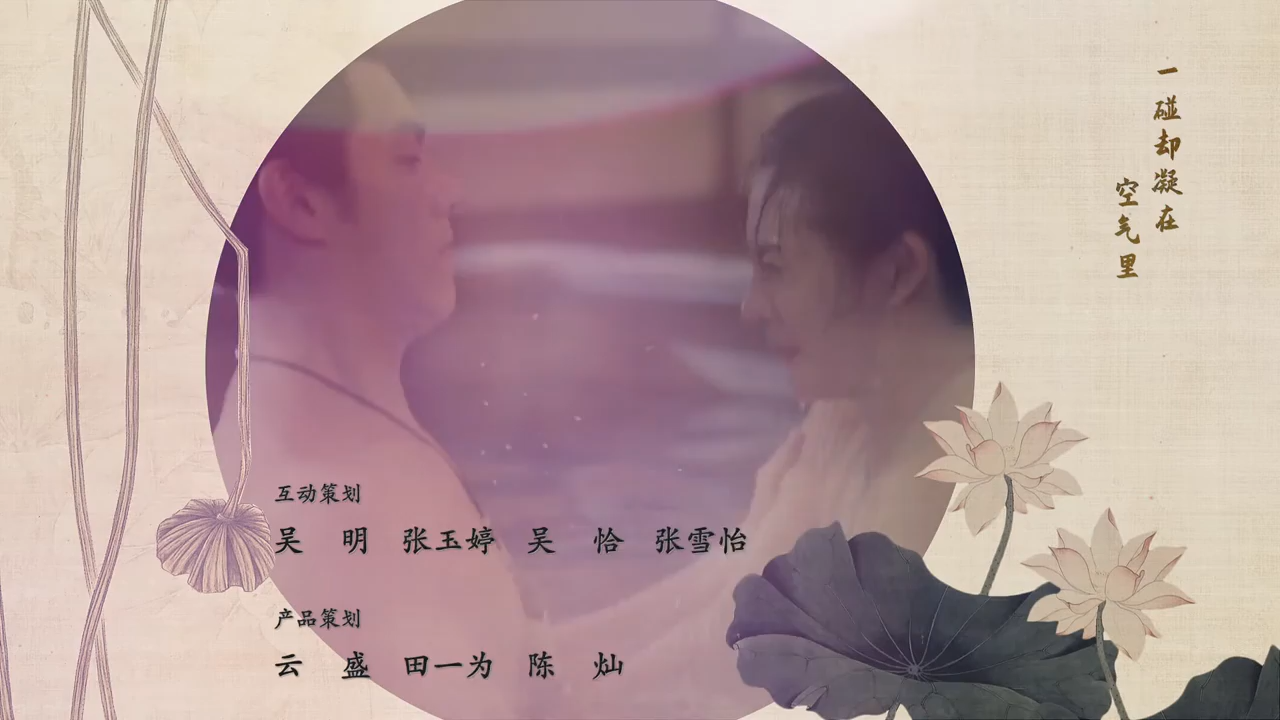 一碰却凝在
空气里
互动策划
吴 明 张玉婷 吴 恰 张雪怡
产品策划
云 盛 田一为 陈 灿